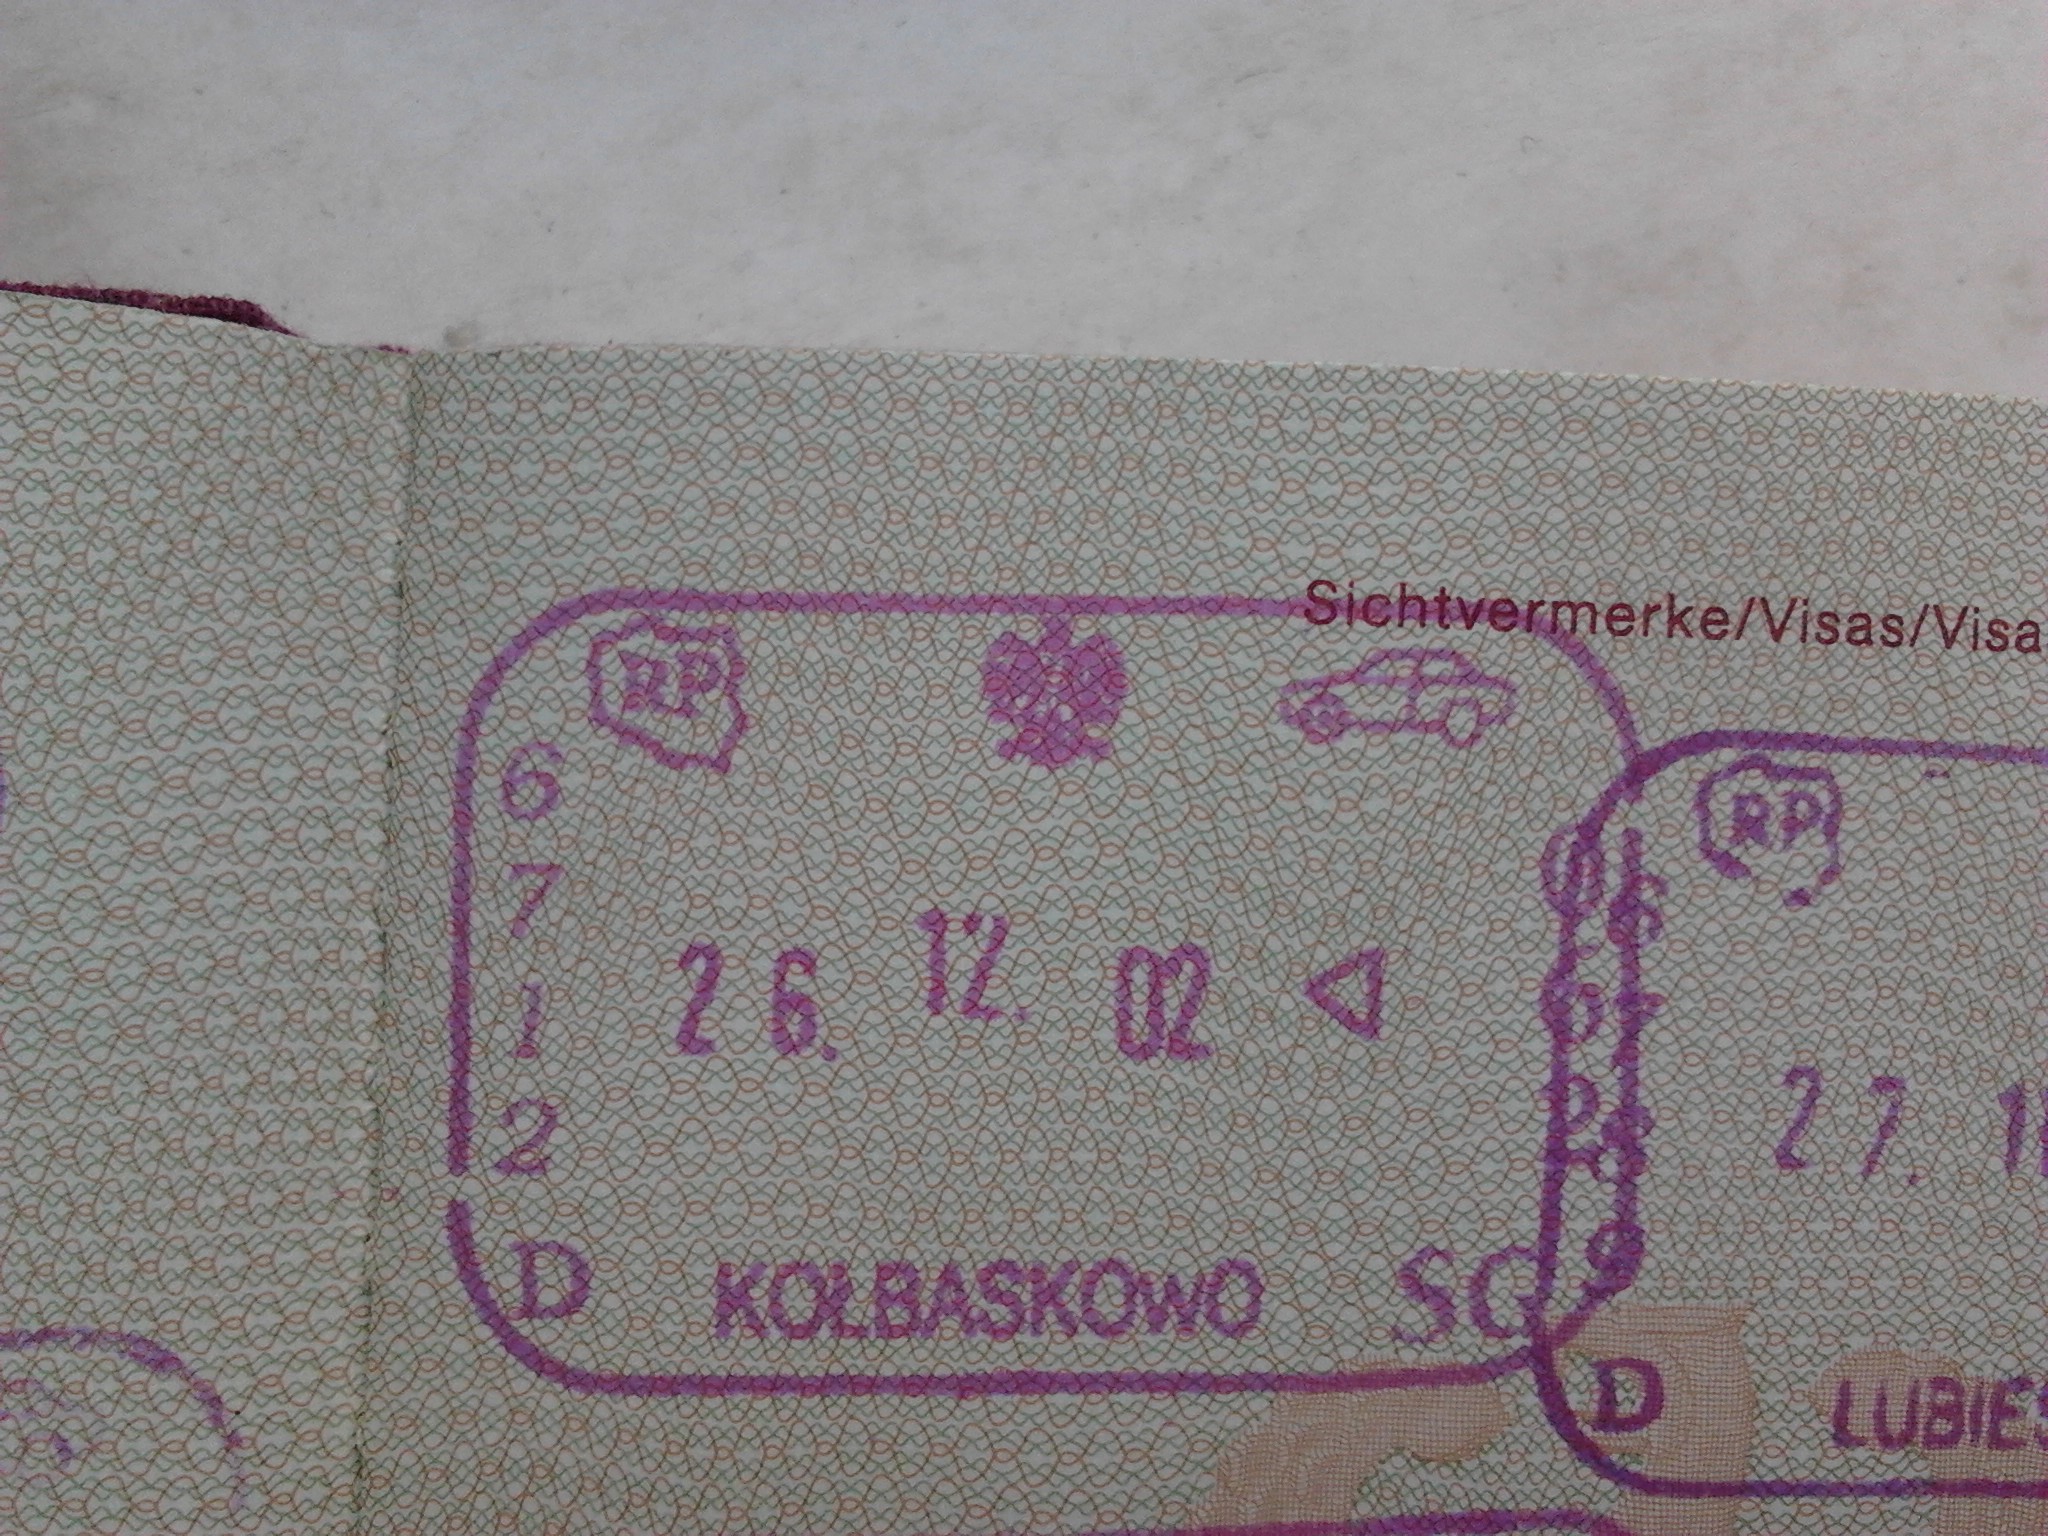 Sichtvermerke/Visas/Visa
RP
6
7
1
2
26. 12. 02
D KOŁBASKOWO SG
RP
27.
D LUBIES